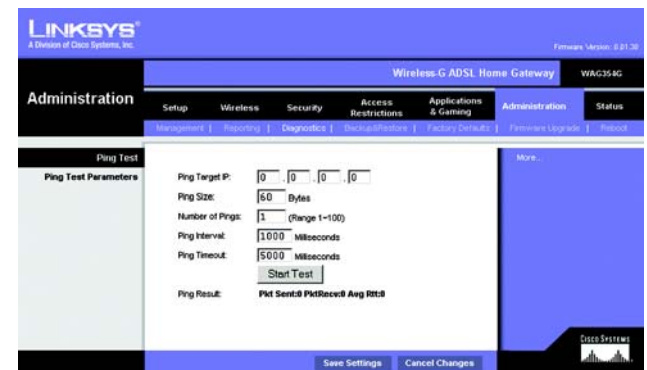 LINKSYS®
A Division of Cisco Systems, Inc.
Firmware Version: 0.01.30
Wireless-G ADSL Home Gateway WAG354G
Administration
Setup Wireless Security Access Restrictions Applications & Gaming Administration Status
Management | Reporting | Diagnostics | Backup&Restore | Factory Defaults | Firmware Upgrade | Reboot
Ping Test
More...
Ping Test Parameters
Ping Target IP: 0 . 0 . 0 . 0
Ping Size: 60 Bytes
Number of Pings: 1 (Range 1~100)
Ping Interval: 1000 Milliseconds
Ping Timeout: 5000 Milliseconds
Start Test
Ping Result: Pkt Sent:0 PktRecv:0 Avg Rtt:0
CISCO SYSTEMS
Save Settings Cancel Changes